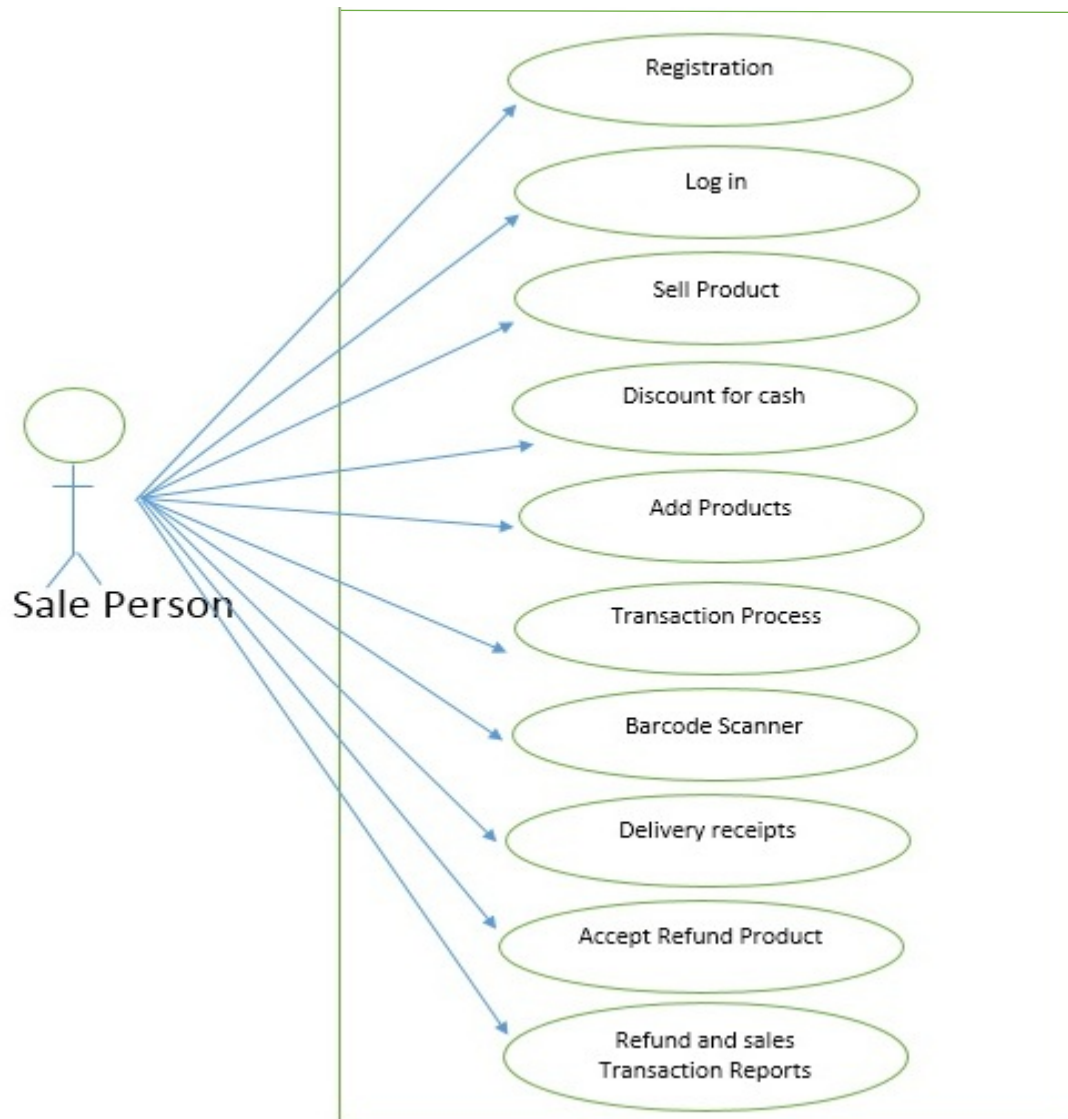 Registration
Log in
Sell Product
Discount for cash
Add Products
Sale Person
Transaction Process
Barcode Scanner
Delivery receipts
Accept Refund Product
Refund and sales
Transaction Reports